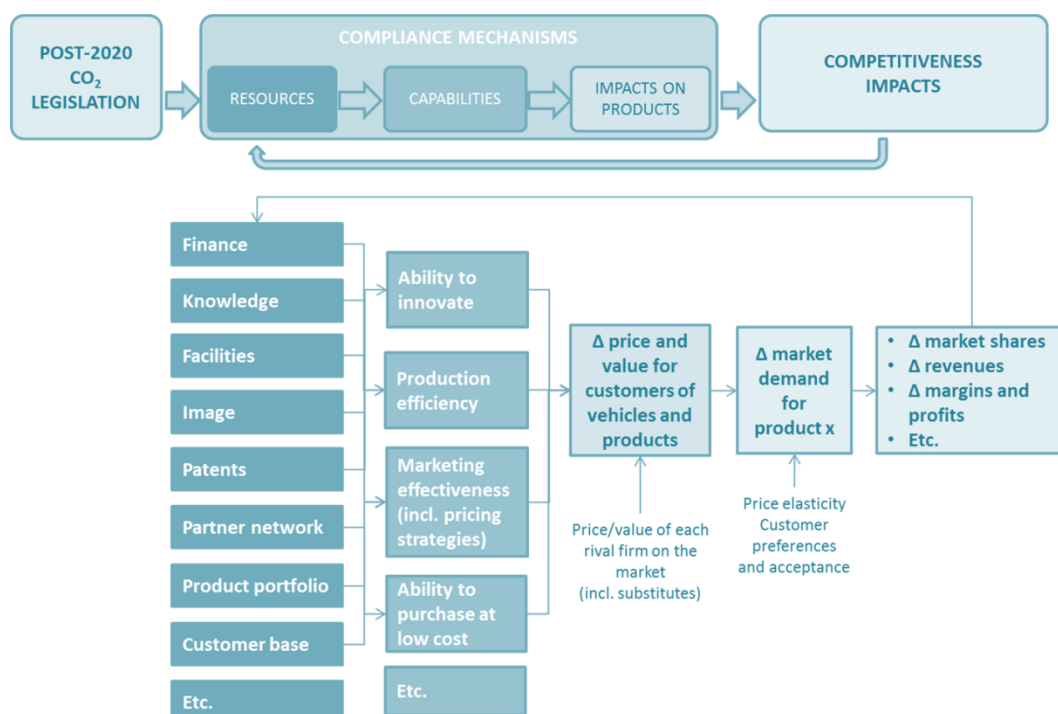 POST-2020
CO₂
LEGISLATION
COMPLIANCE MECHANISMS
RESOURCES
CAPABILITIES
IMPACTS ON
PRODUCTS
COMPETITIVENESS
IMPACTS
Finance
Knowledge
Facilities
Image
Patents
Partner network
Product portfolio
Customer base
Etc.
Ability to
innovate
Production
efficiency
Marketing
effectiveness
(incl. pricing
strategies)
Ability to
purchase at
low cost
Etc.
Δ price and
value for
customers of
vehicles and
products
Price/value of each
rival firm on the
market
(incl. substitutes)
Δ market
demand
for
product x
Price elasticity
Customer
preferences
and acceptance
• Δ market shares
• Δ revenues
• Δ margins and
profits
• Etc.